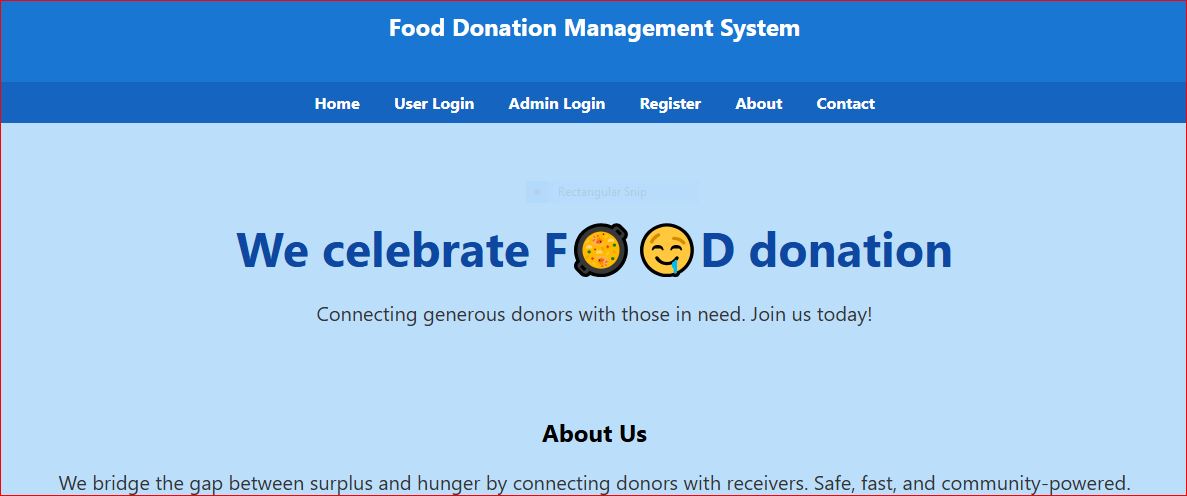 Food Donation Management System
Home User Login Admin Login Register About Contact
Rectangular Snip
We celebrate F🥘🤤D donation
Connecting generous donors with those in need. Join us today!
About Us
We bridge the gap between surplus and hunger by connecting donors with receivers. Safe, fast, and community-powered.